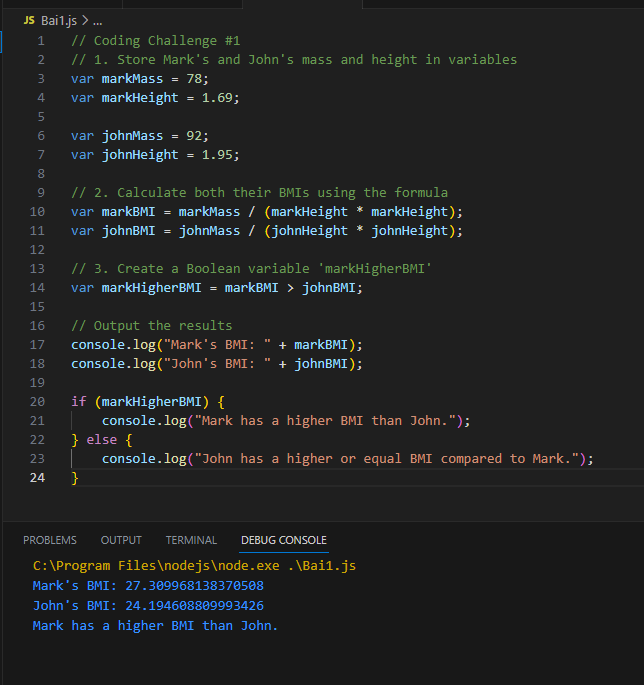 JS Bai1.js > ...
1 // Coding Challenge #1
2 // 1. Store Mark's and John's mass and height in variables
3 var markMass = 78;
4 var markHeight = 1.69;
5
6 var johnMass = 92;
7 var johnHeight = 1.95;
8
9 // 2. Calculate both their BMIs using the formula
10 var markBMI = markMass / (markHeight * markHeight);
11 var johnBMI = johnMass / (johnHeight * johnHeight);
12
13 // 3. Create a Boolean variable 'markHigherBMI'
14 var markHigherBMI = markBMI > johnBMI;
15
16 // Output the results
17 console.log("Mark's BMI: " + markBMI);
18 console.log("John's BMI: " + johnBMI);
19
20 if (markHigherBMI) {
21     console.log("Mark has a higher BMI than John.");
22 } else {
23     console.log("John has a higher or equal BMI compared to Mark.");
24 }
PROBLEMS OUTPUT TERMINAL DEBUG CONSOLE
C:\Program Files\nodejs\node.exe .\Bai1.js
Mark's BMI: 27.309968138370508
John's BMI: 24.194608809993426
Mark has a higher BMI than John.